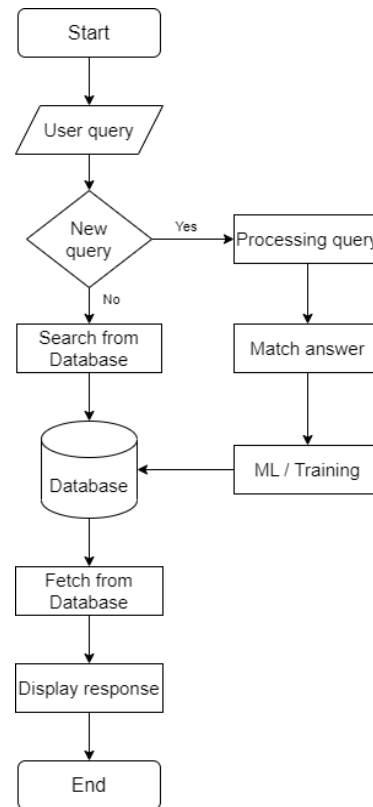 Start
User query
New
query
Yes
Processing query
No
Search from
Database
Match answer
Database
ML / Training
Fetch from
Database
Display response
End